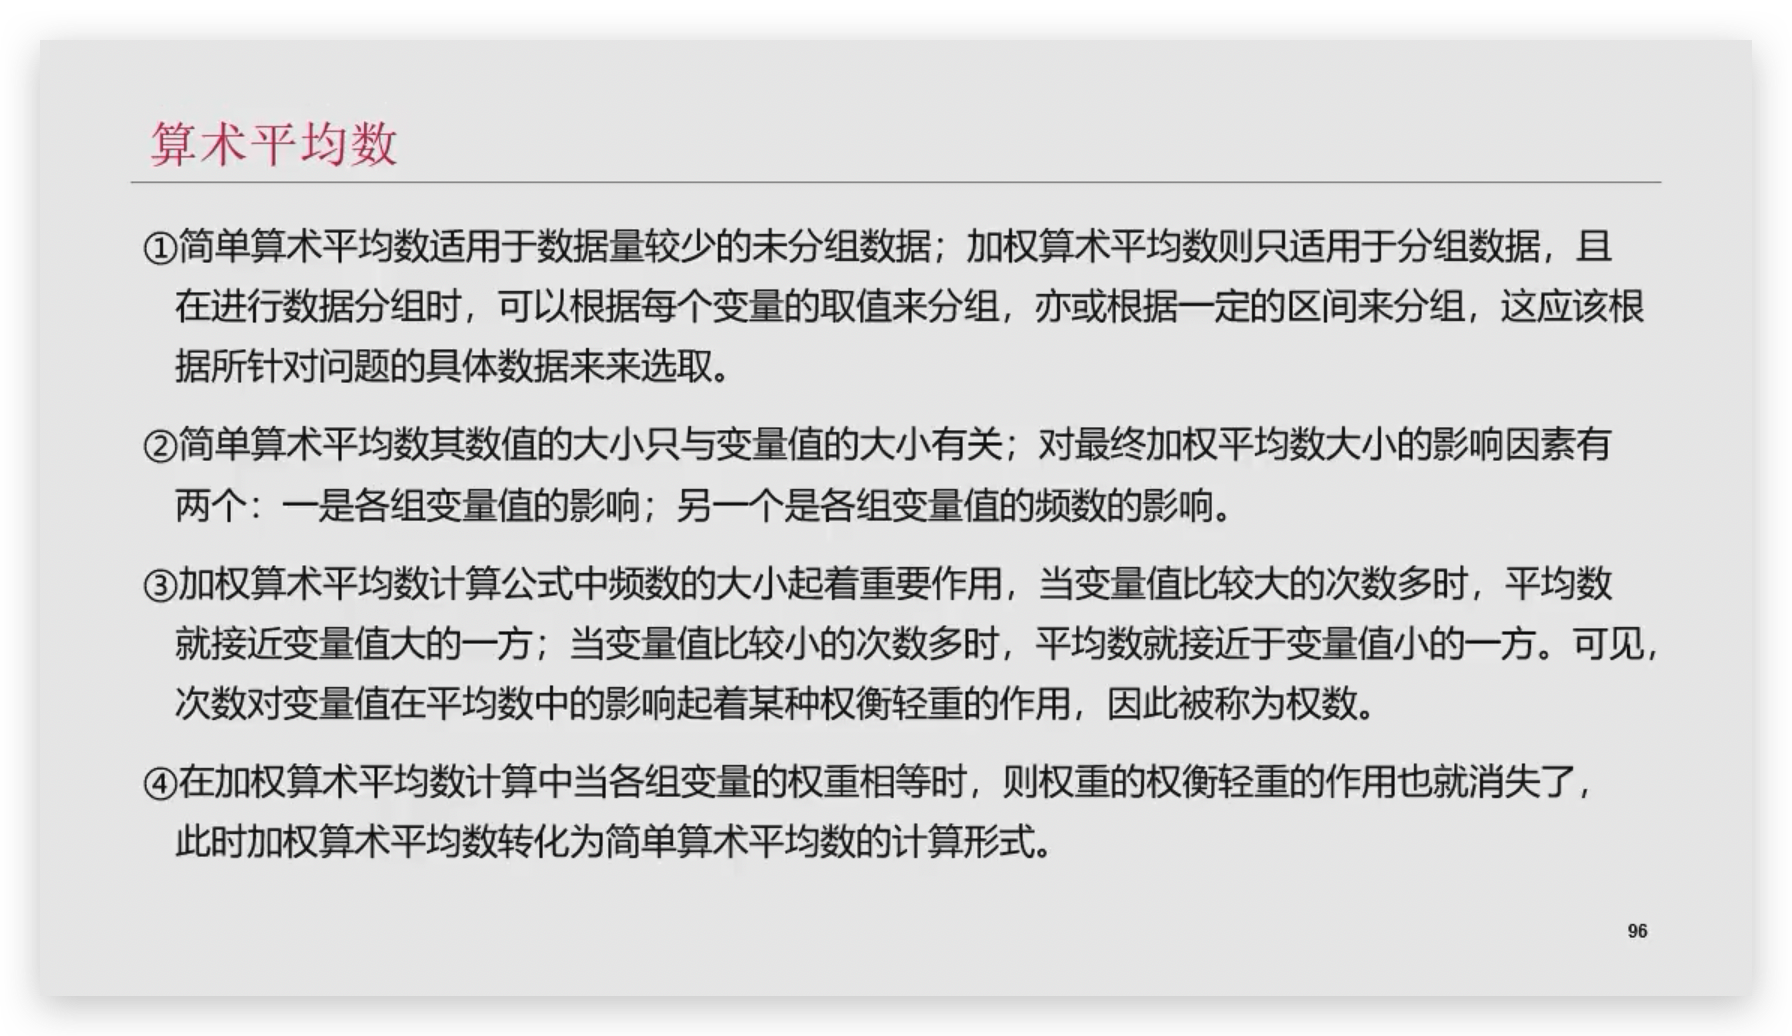 算术平均数
①简单算术平均数适用于数据量较少的未分组数据；加权算术平均数则只适用于分组数据，且
在进行数据分组时，可以根据每个变量的取值来分组，亦或根据一定的区间来分组，这应该根
据所针对问题的具体数据来来选取。
②简单算术平均数其数值的大小只与变量值的大小有关；对最终加权平均数大小的影响因素有
两个：一是各组变量值的影响；另一个是各组变量值的频数的影响。
③加权算术平均数计算公式中频数的大小起着重要作用，当变量值比较大的次数多时，平均数
就接近变量值大的一方；当变量值比较小的次数多时，平均数就接近于变量值小的一方。可见，
次数对变量值在平均数中的影响起着某种权衡轻重的作用，因此被称为权数。
④在加权算术平均数计算中当各组变量的权重相等时，则权重的权衡轻重的作用也就消失了，
此时加权算术平均数转化为简单算术平均数的计算形式。
96